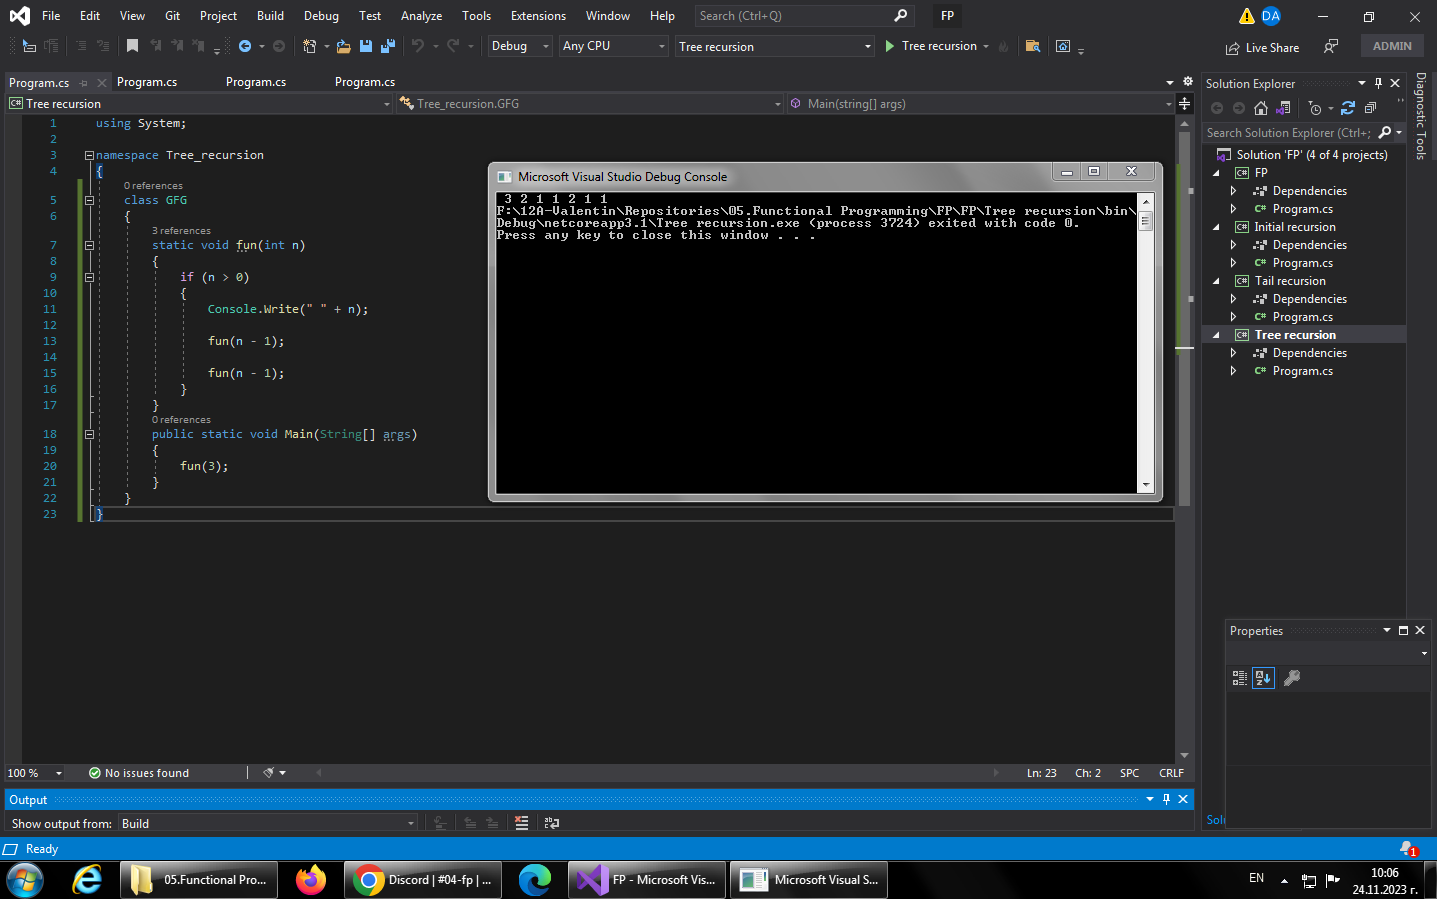 File Edit View Git Project Build Debug Test Analyze Tools Extensions Window Help Search (Ctrl+Q) FP DA
Debug Any CPU Tree recursion Tree recursion Live Share ADMIN
Program.cs Program.cs Program.cs Program.cs
C# Tree recursion Tree_recursion.GFG Main(string[] args)
1 using System;
2
3 namespace Tree_recursion
4 {
0 references
5 class GFG
6 {
3 references
7 static void fun(int n)
8 {
9 if (n > 0)
10 {
11 Console.Write(" " + n);
12
13 fun(n - 1);
14
15 fun(n - 1);
16 }
17 }
0 references
18 public static void Main(String[] args)
19 {
20 fun(3);
21 }
22 }
23 }
Microsoft Visual Studio Debug Console
3 2 1 1 2 1 1
F:\12A-Valentin\Repositories\05.Functional Programming\FP\FP\Tree recursion\bin\
Debug\netcoreapp3.1\Tree recursion.exe (process 3724) exited with code 0.
Press any key to close this window . . .
Solution Explorer
Search Solution Explorer (Ctrl+;
Solution 'FP' (4 of 4 projects)
C# FP
Dependencies
C# Program.cs
C# Initial recursion
Dependencies
C# Program.cs
C# Tail recursion
Dependencies
C# Program.cs
C# Tree recursion
Dependencies
C# Program.cs
Diagnostic Tools
Properties
A
Z
Solu
100 % No issues found Ln: 23 Ch: 2 SPC CRLF
Output
Show output from: Build
Ready 1
05.Functional Pro... Discord | #04-fp | ... FP - Microsoft Vis... Microsoft Visual S... EN 10:06
24.11.2023 г.